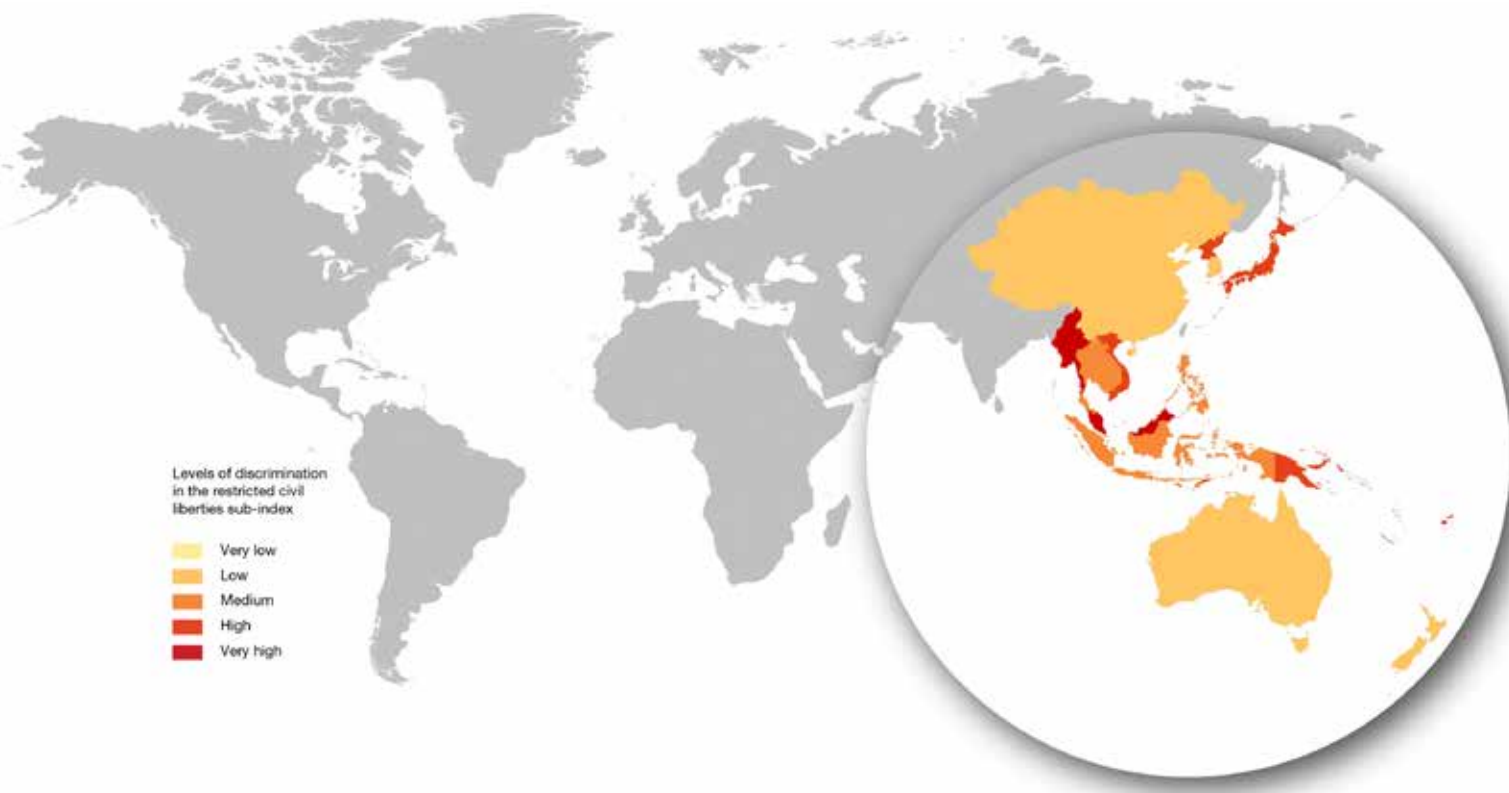 Levels of discrimination
in the restricted civil
liberties sub-index
Very low
Low
Medium
High
Very high